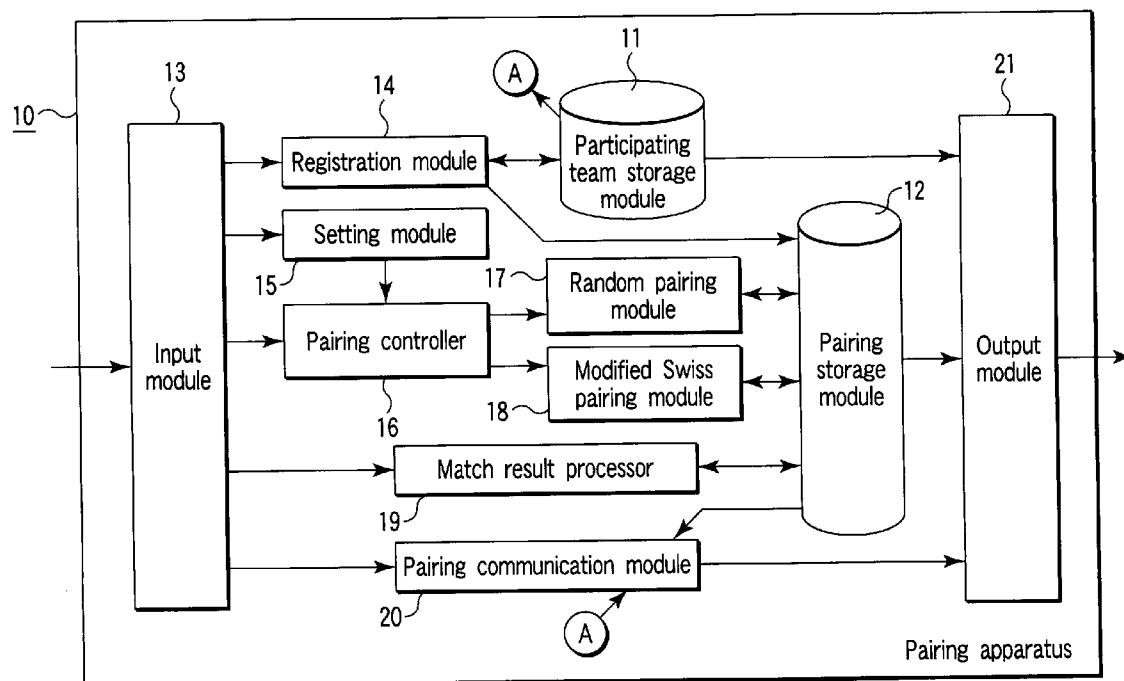 10
13
14
A
11
21
Registration module
Participating
team storage
module
12
Setting module
15
17
Random pairing
module
Input
module
Pairing controller
16
Modified Swiss
pairing module
18
Pairing
storage
module
Output
module
Match result processor
19
Pairing communication module
20
A
Pairing apparatus